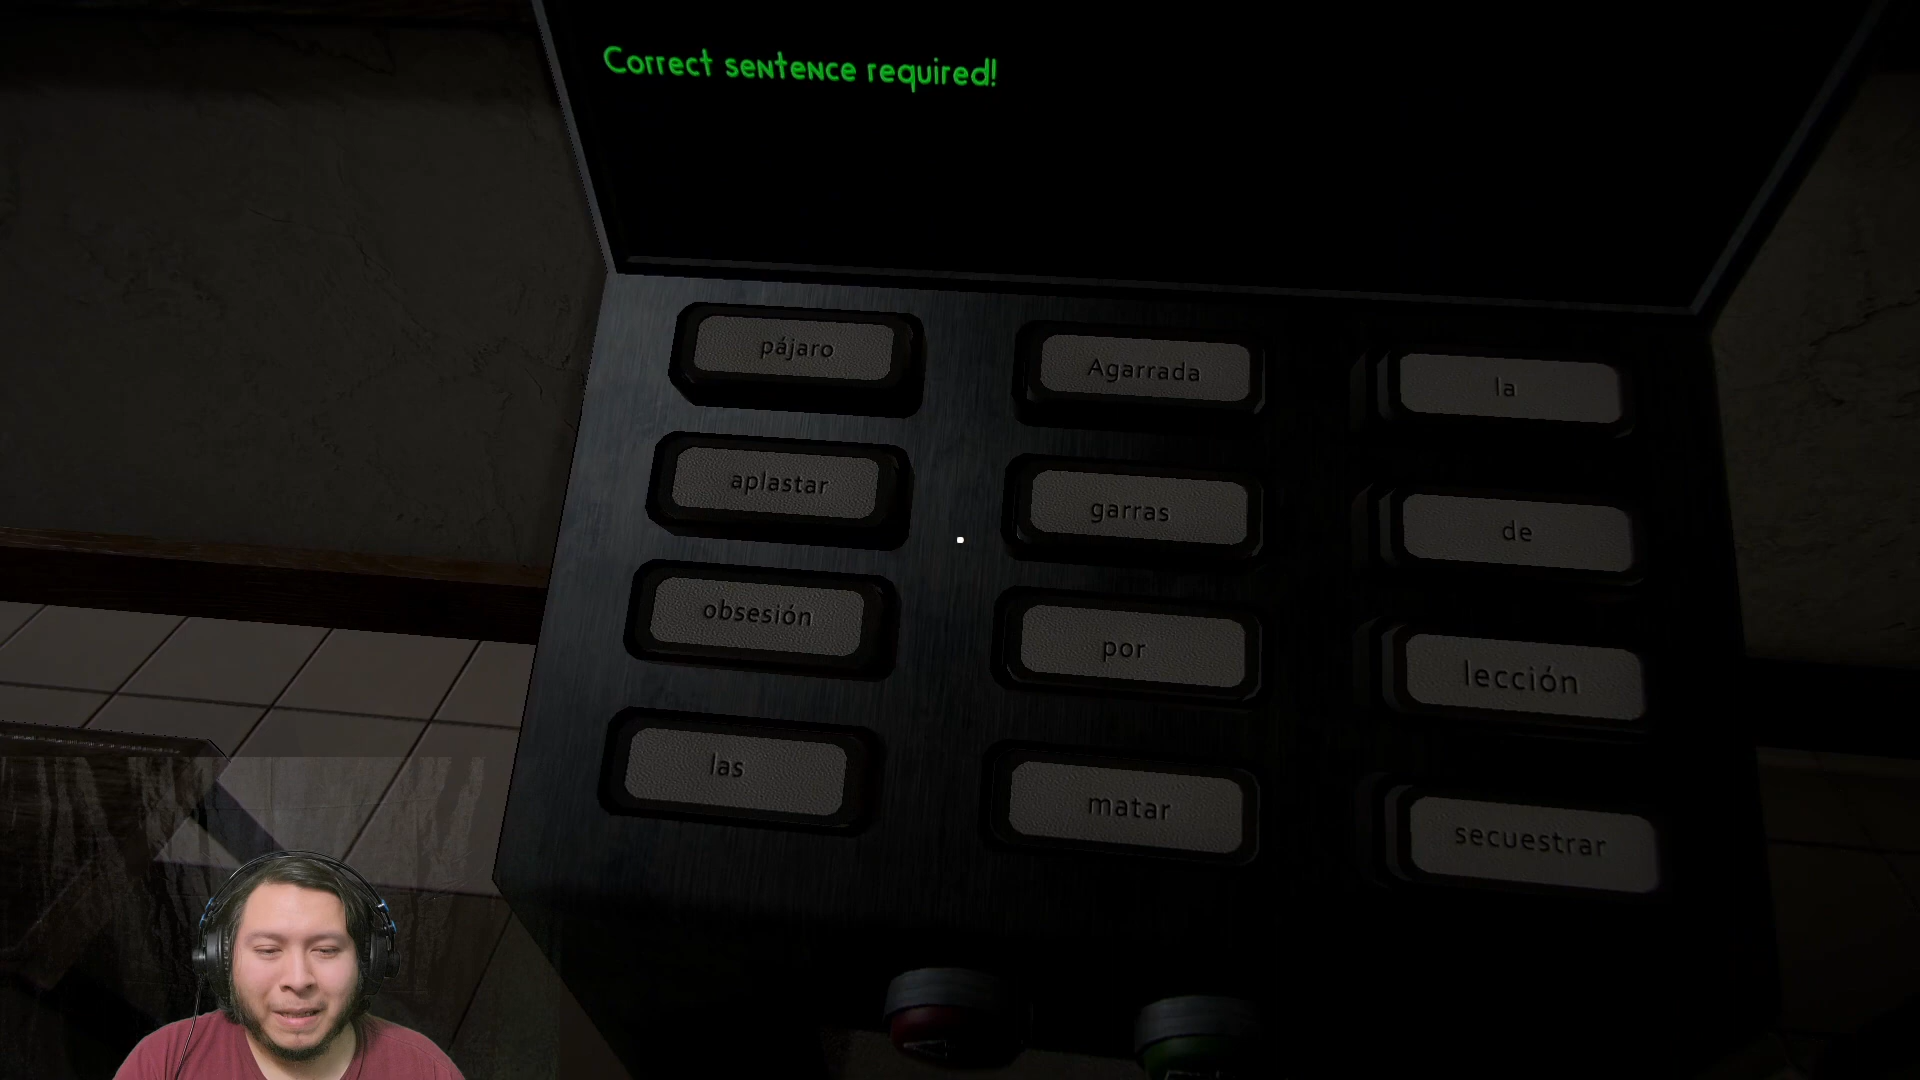 Correct sentence required!
pájaro
Agarrada
la
aplastar
garras
de
obsesión
por
lección
las
matar
secuestrar